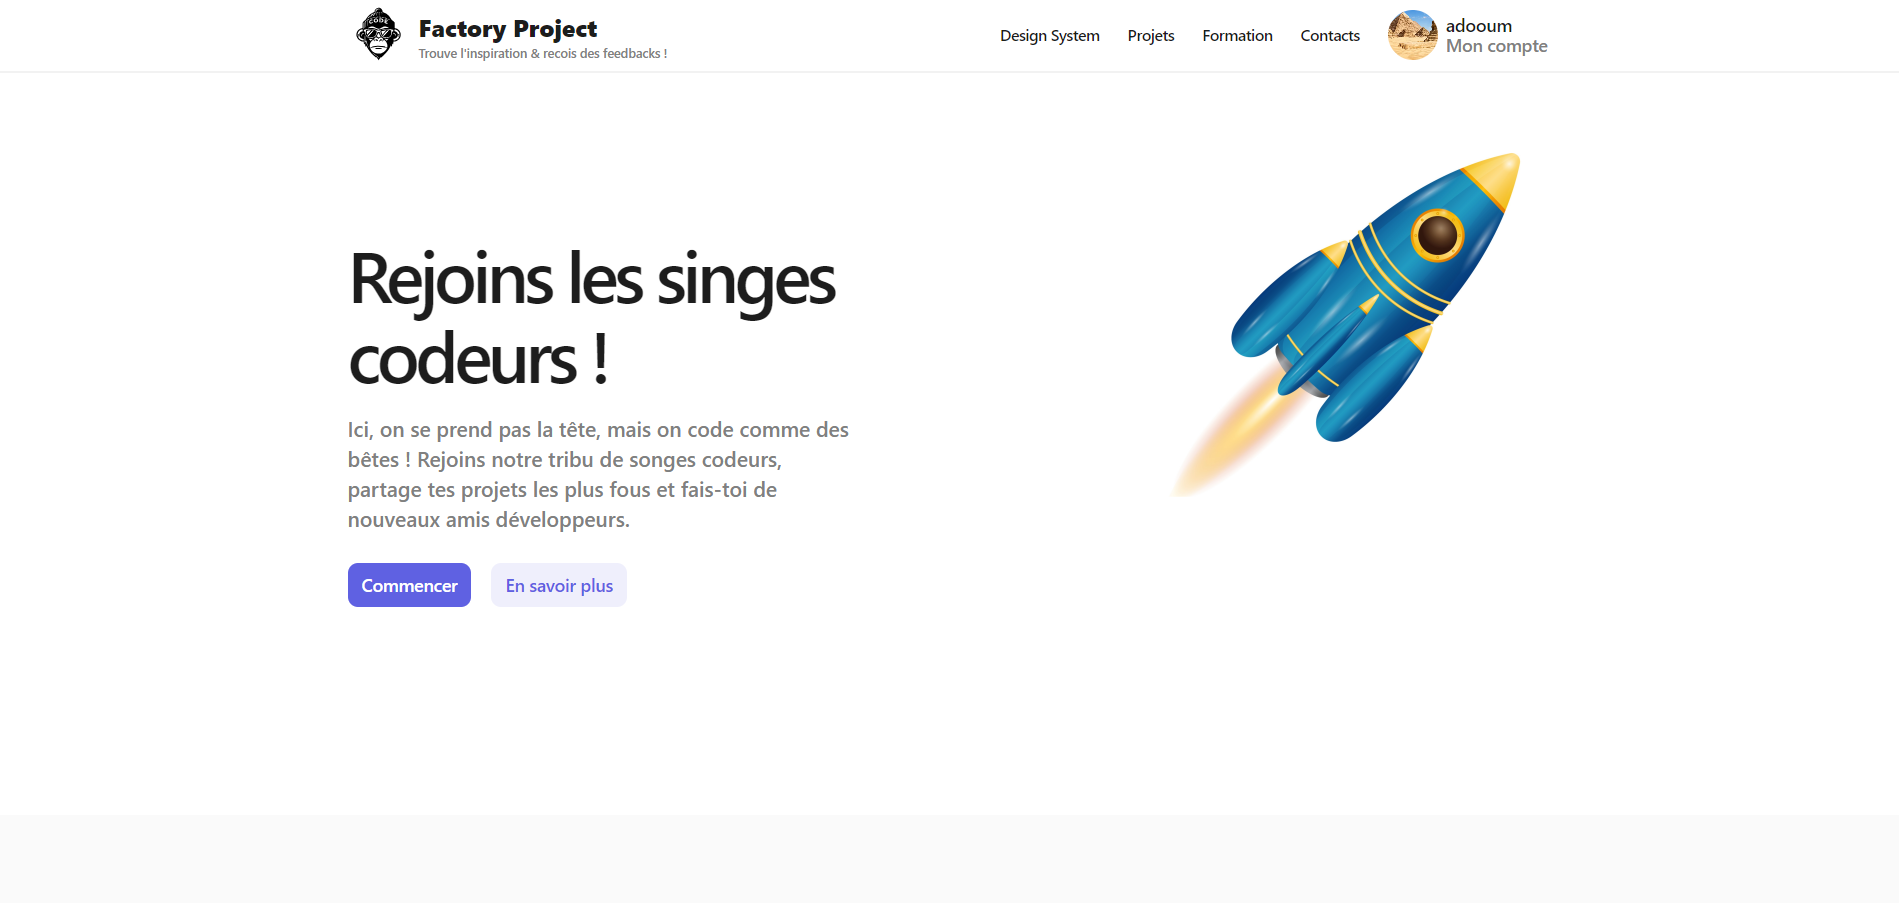 CODE
Factory Project
Trouve l'inspiration & recois des feedbacks !
Design System
Projets
Formation
Contacts
adooum
Mon compte
Rejoins les singes
codeurs !
Ici, on se prend pas la tête, mais on code comme des
bêtes ! Rejoins notre tribu de songes codeurs,
partage tes projets les plus fous et fais-toi de
nouveaux amis développeurs.
Commencer
En savoir plus